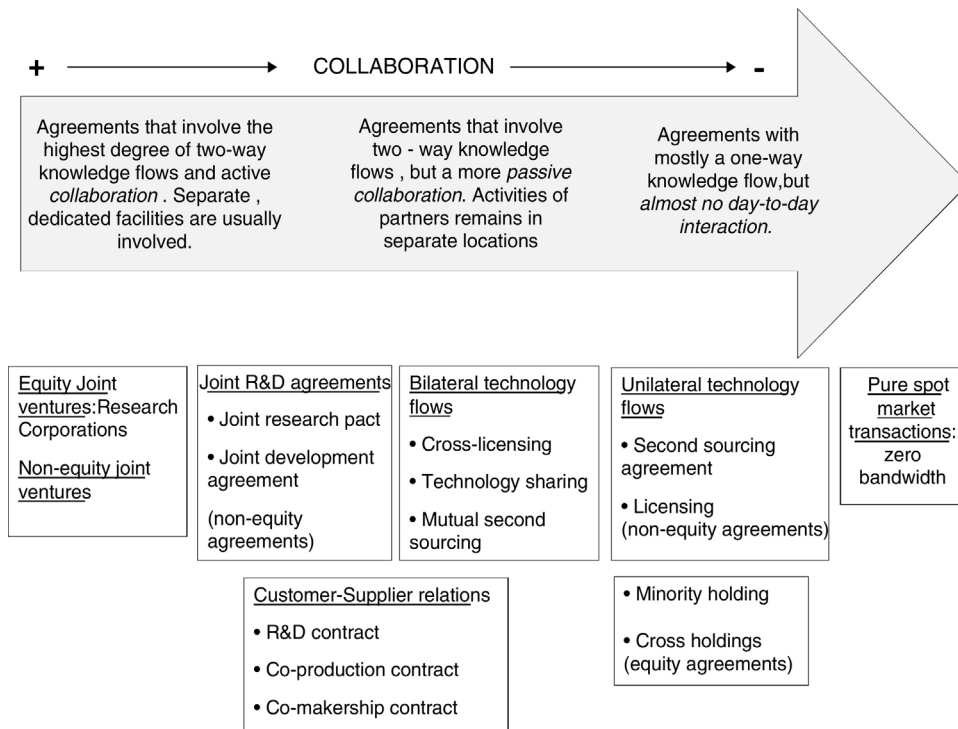 + COLLABORATION -
Agreements that involve the
highest degree of two-way
knowledge flows and active
collaboration . Separate ,
dedicated facilities are usually
involved.
Agreements that involve
two - way knowledge
flows , but a more passive
collaboration. Activities of
partners remains in
separate locations
Agreements with
mostly a one-way
knowledge flow,but
almost no day-to-day
interaction.
Equity Joint
ventures:Research
Corporations
Non-equity joint
ventures
Joint R&D agreements
• Joint research pact
• Joint development
agreement
(non-equity
agreements)
Bilateral technology
flows
• Cross-licensing
• Technology sharing
• Mutual second
sourcing
Unilateral technology
flows
• Second sourcing
agreement
• Licensing
(non-equity agreements)
Pure spot
market
transactions:
zero
bandwidth
Customer-Supplier relations
• R&D contract
• Co-production contract
• Co-makership contract
• Minority holding
• Cross holdings
(equity agreements)